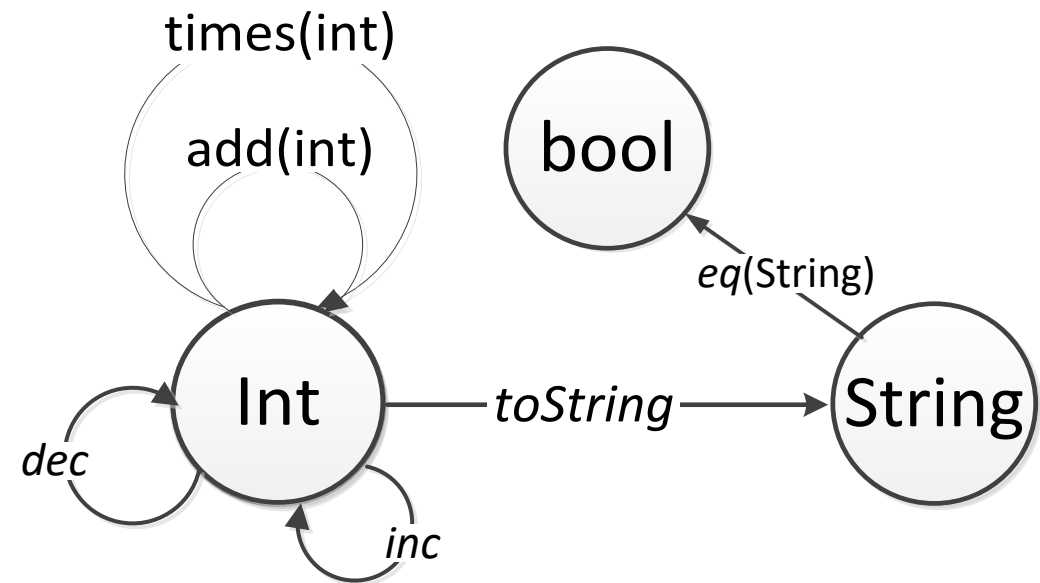 times(int)
add(int)
bool
eq(String)
Int
toString
String
dec
inc